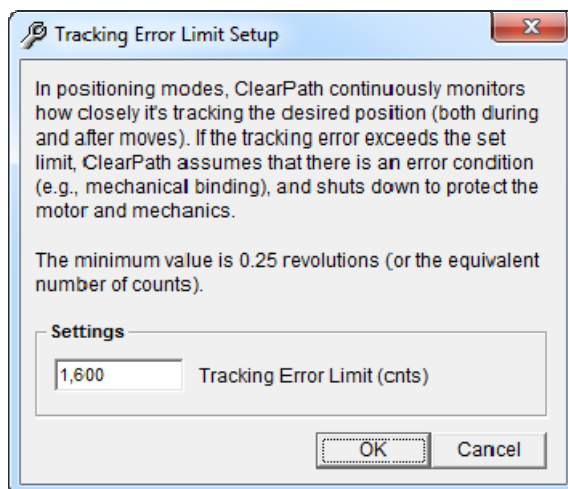 Tracking Error Limit Setup
In positioning modes, ClearPath continuously monitors
how closely it's tracking the desired position (both during
and after moves). If the tracking error exceeds the set
limit, ClearPath assumes that there is an error condition
(e.g., mechanical binding), and shuts down to protect the
motor and mechanics.
The minimum value is 0.25 revolutions (or the equivalent
number of counts).
Settings
1,600 Tracking Error Limit (cnts)
OK Cancel